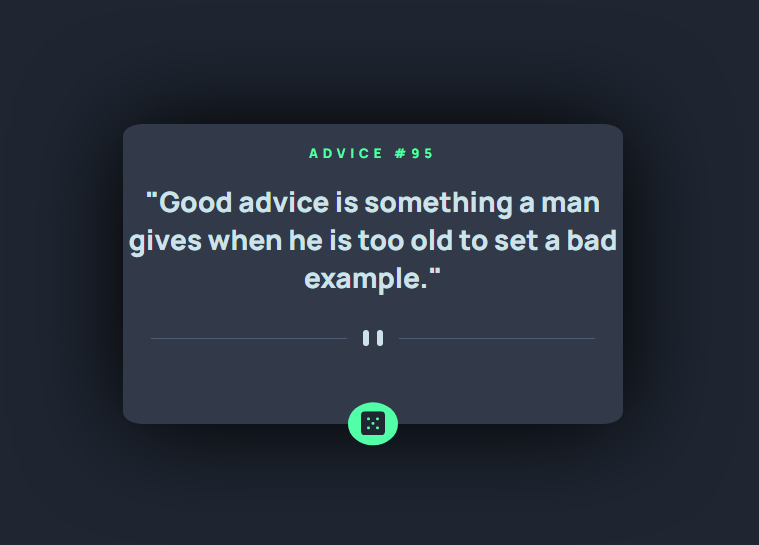 ADVICE #95
"Good advice is something a man
gives when he is too old to set a bad
example."